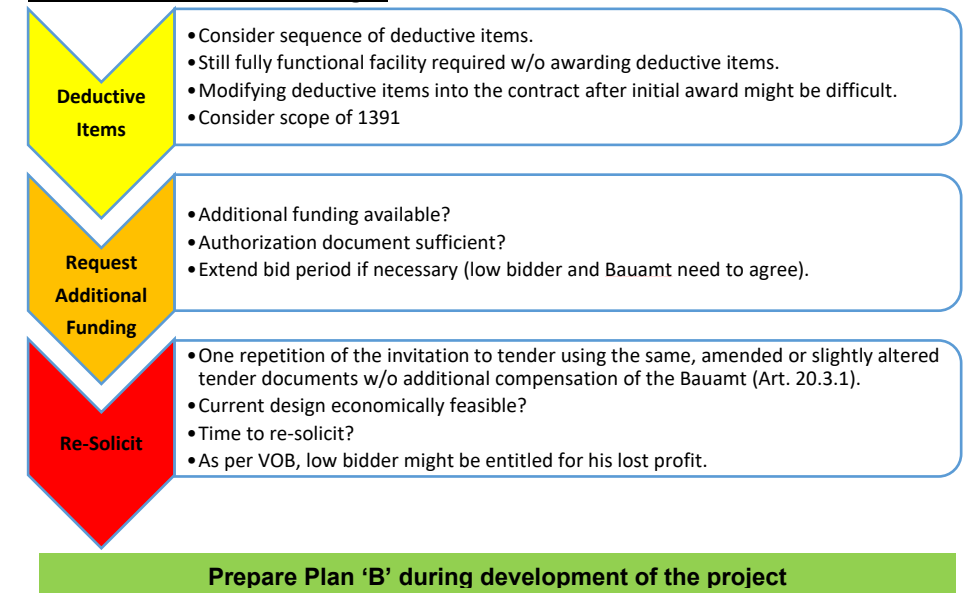 Deductive
Items
•Consider sequence of deductive items.
•Still fully functional facility required w/o awarding deductive items.
•Modifying deductive items into the contract after initial award might be difficult.
•Consider scope of 1391
Request
Additional
Funding
•Additional funding available?
•Authorization document sufficient?
•Extend bid period if necessary (low bidder and Bauamt need to agree).
Re-Solicit
•One repetition of the invitation to tender using the same, amended or slightly altered
tender documents w/o additional compensation of the Bauamt (Art. 20.3.1).
•Current design economically feasible?
•Time to re-solicit?
•As per VOB, low bidder might be entitled for his lost profit.
Prepare Plan ‘B’ during development of the project